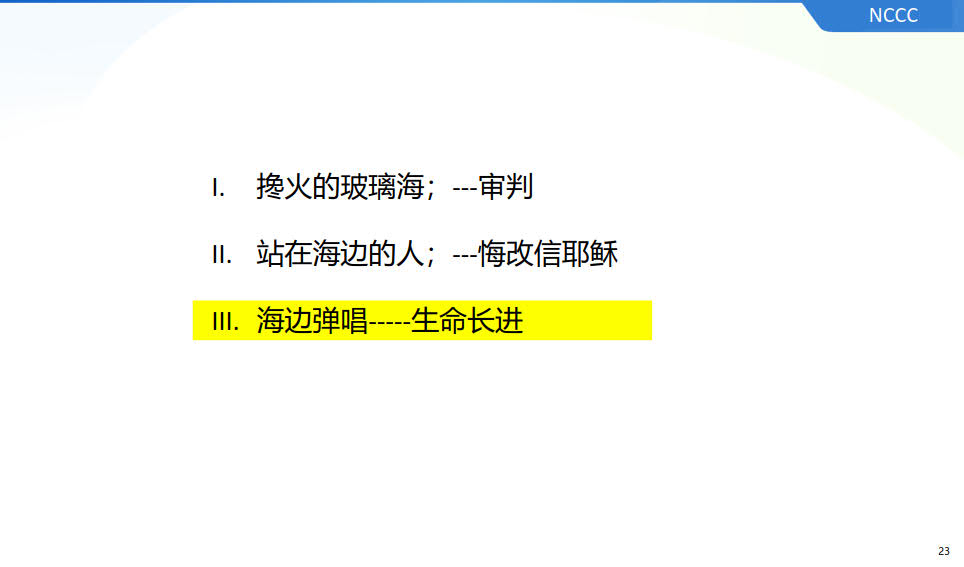 NCCC
I. 搀火的玻璃海；---审判
II. 站在海边的人；---悔改信耶稣
III. 海边弹唱-----生命长进
23